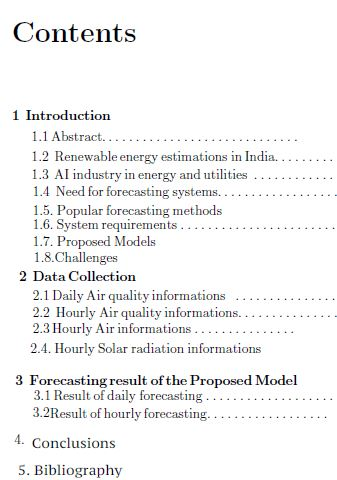 Contents
1 Introduction
1.1 Abstract. . . . . . . . . . . . . . . . . . . . . . . . . . . .
1.2 Renewable energy estimations in India. . . . . . . . .
1.3 AI industry in energy and utilities . . . . . . . . . . . .
1.4 Need for forecasting systems. . . . . . . . . . . . . . . . . .
1.5. Popular forecasting methods
1.6. System requirements . . . . . . . . . . . . . . . . . . . . . . .
1.7. Proposed Models
1.8.Challenges
2 Data Collection
2.1 Daily Air quality informations . . . . . . . . . . . . . . .
2.2 Hourly Air quality informations. . . . . . . . . . . . . . .
2.3 Hourly Air informations . . . . . . . . . . . . . . .
2.4. Hourly Solar radiation informations
3 Forecasting result of the Proposed Model
3.1 Result of daily forecasting . . . . . . . . . . . . . . . . . . .
3.2Result of hourly forecasting. . . . . . . . . . . . . . . . . .
4. Conclusions
5. Bibliography